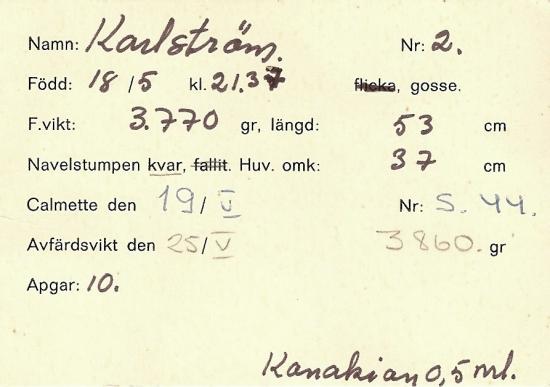 Namn: Karlström. Nr: 2.
Född: 18/5 kl. 21.37 flicka, gosse.
F.vikt: 3.770 gr, längd: 53 cm
Navelstumpen kvar, fallit. Huv. omk: 37 cm
Calmette den 19/V Nr: S. 44.
Avfärdsvikt den 25/V 3860. gr
Apgar: 10.
Kanakion 0,5 ml.